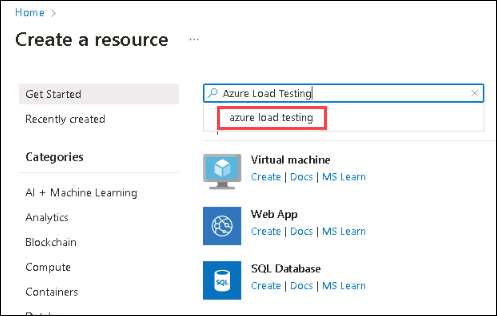 Home >
Create a resource ...
Get Started
Recently created
Categories
AI + Machine Learning
Analytics
Blockchain
Compute
Containers
Azure Load Testing
azure load testing
Virtual machine
Create | Docs | MS Learn
Web App
Create | Docs | MS Learn
SQL Database
Create | Docs | MS Learn
SQL